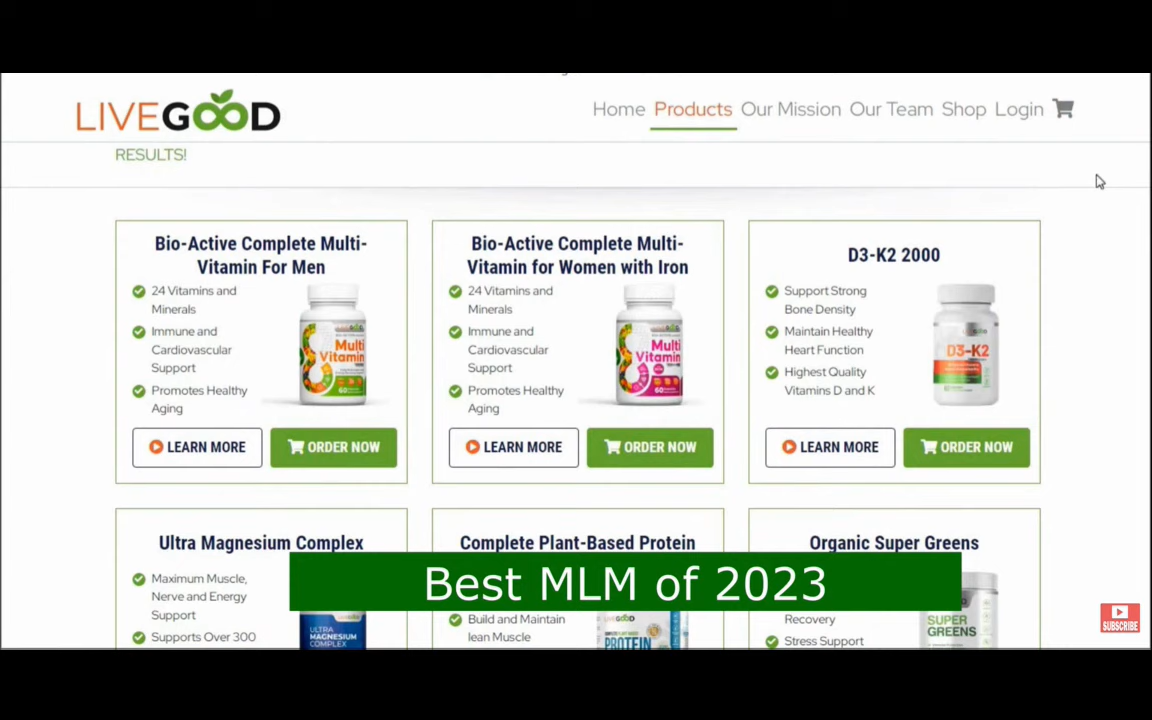 LIVEGOOD
Home Products Our Mission Our Team Shop Login
RESULTS!
Bio-Active Complete Multi-
Vitamin For Men
24 Vitamins and
Minerals
Immune and
Cardiovascular
Support
Promotes Healthy
Aging
Multi
Vitamin
60
LEARN MORE
ORDER NOW
Bio-Active Complete Multi-
Vitamin for Women with Iron
24 Vitamins and
Minerals
Immune and
Cardiovascular
Support
Promotes Healthy
Aging
Multi
Vitamin
60
LEARN MORE
ORDER NOW
D3-K2 2000
Support Strong
Bone Density
Maintain Healthy
Heart Function
Highest Quality
Vitamins D and K
D3-K2
LEARN MORE
ORDER NOW
Ultra Magnesium Complex
Maximum Muscle,
Nerve and Energy
Support
Supports Over 300
ULTRA
MAGNESIUM
COMPLEX
Complete Plant-Based Protein
Build and Maintain
lean Muscle
LIVEGOOD
PROTEIN
Organic Super Greens
Recovery
Stress Support
SUPER
GREENS
Best MLM of 2023
SUBSCRIBE